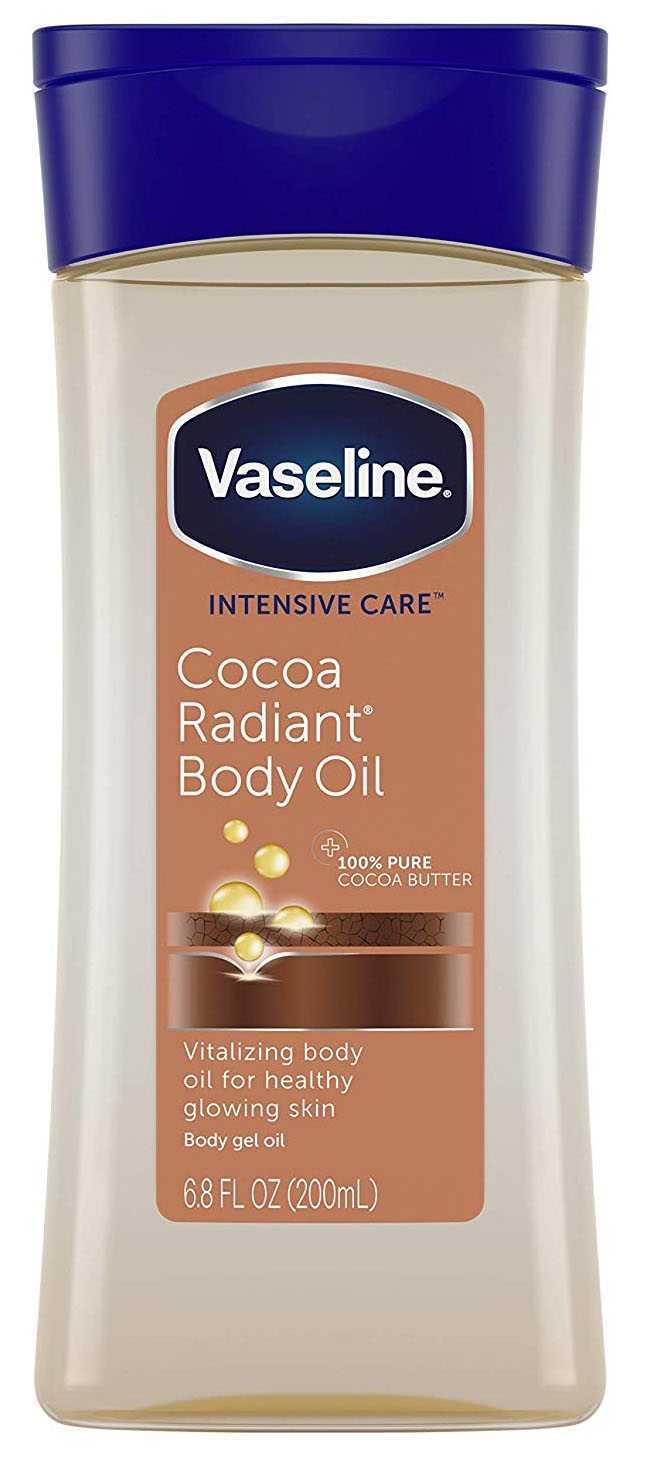 Vaseline®
INTENSIVE CARE™
Cocoa
Radiant®
Body Oil
100% PURE
COCOA BUTTER
Vitalizing body
oil for healthy
glowing skin
Body gel oil
6.8 FL OZ (200mL)